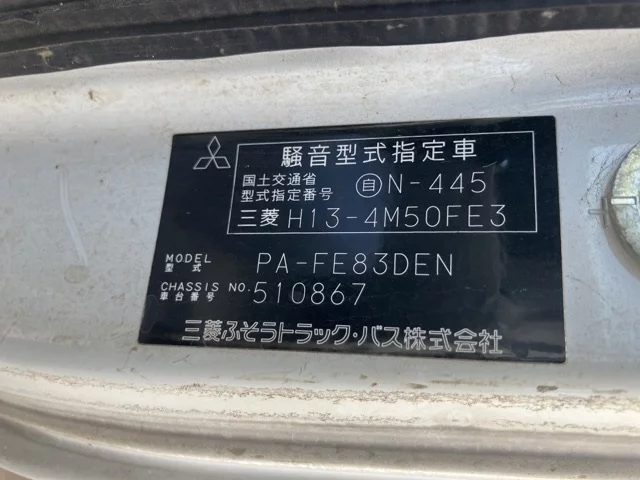 騒音型式指定車
国土交通省
型式指定番号 自N-445
三菱 H13-4M50FE3
MODEL
型式 PA-FE83DEN
CHASSIS NO.
車台番号 510867
三菱ふそうトラック・バス株式会社